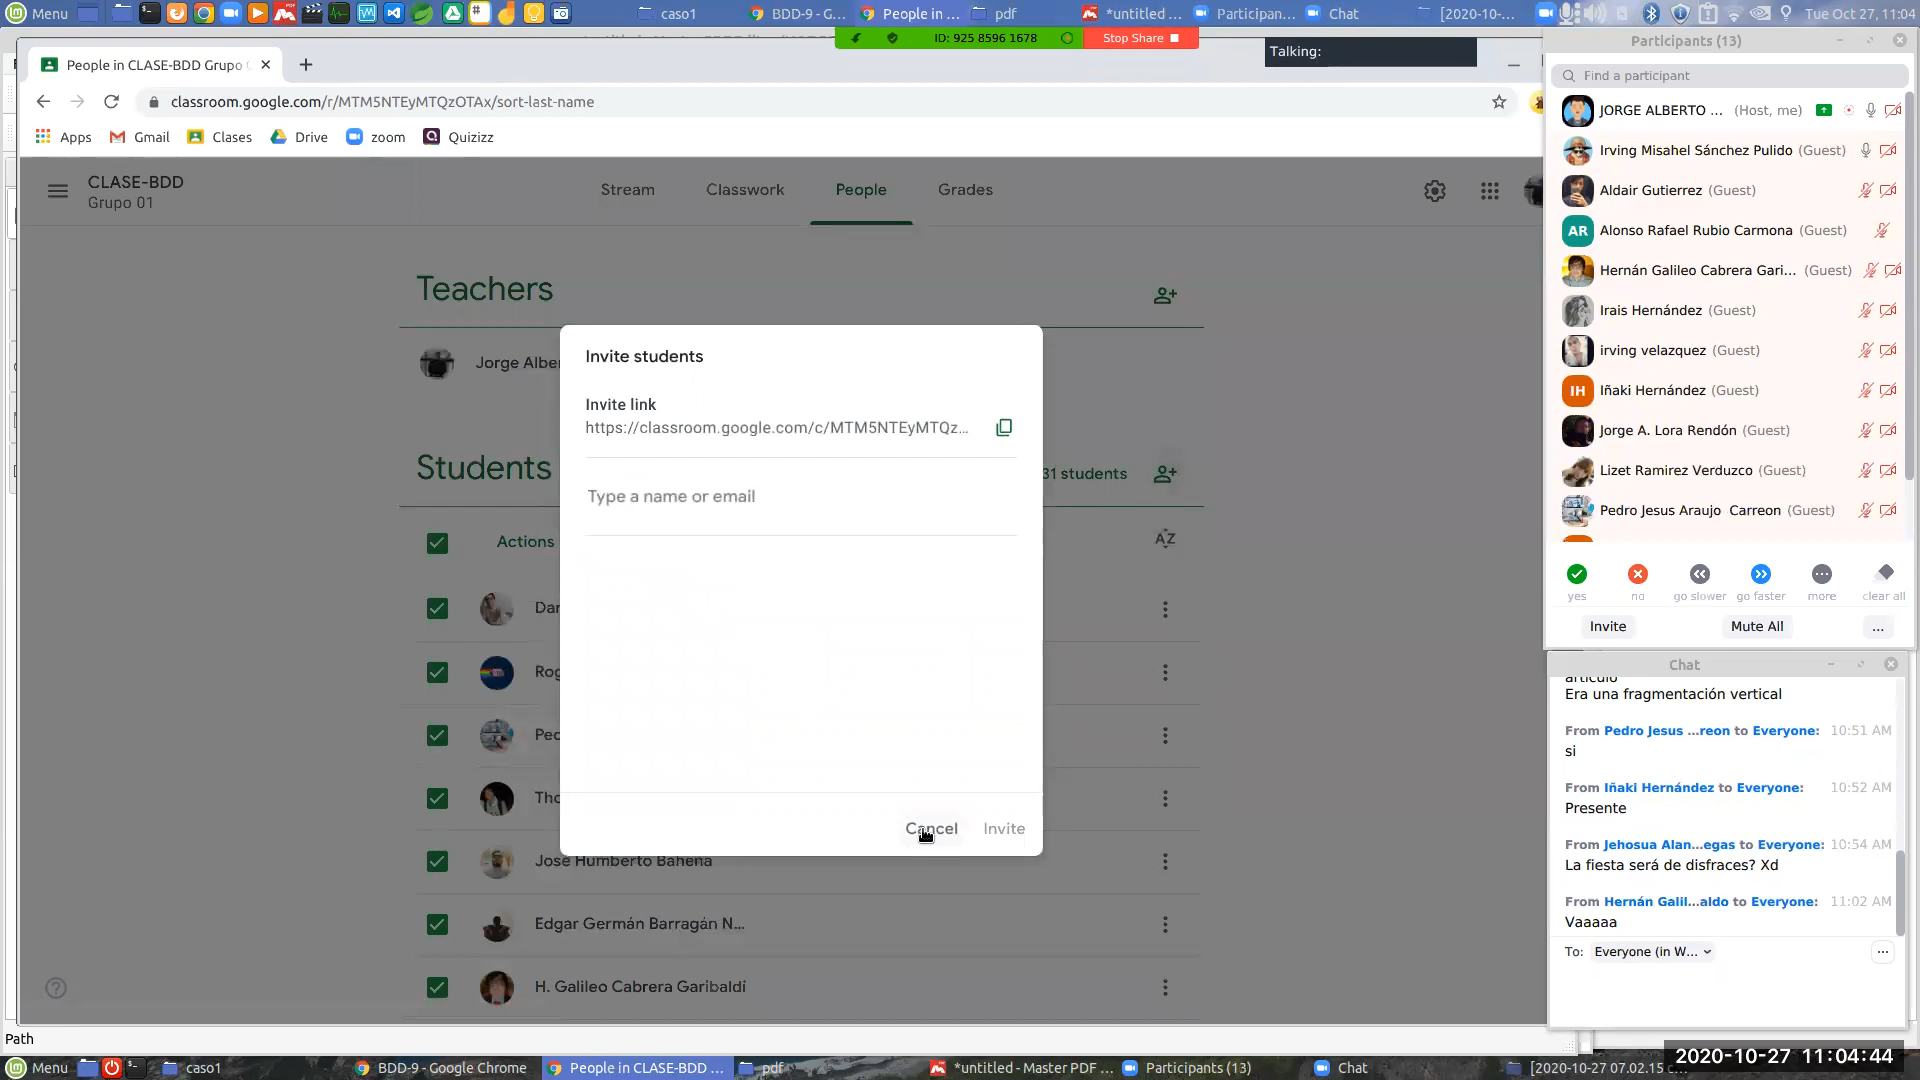 Menu
caso1
BDD-9 - G...
People in ...
pdf
*untitled ...
Participan...
Chat
[2020-10-...
Tue Oct 27, 11:04
ID: 925 8596 1678
Stop Share
Talking:
People in CLASE-BDD Grupo
classroom.google.com/r/MTM5NTEyMTQzOTAx/sort-last-name
Apps
Gmail
Clases
Drive
zoom
Quizizz
CLASE-BDD
Grupo 01
Stream
Classwork
People
Grades
Teachers
Jorge Alber
Invite students
Invite link
https://classroom.google.com/c/MTM5NTEyMTQz...
Type a name or email
Cancel
Invite
Students
31 students
Actions
AZ
Dar
Rog
Ped
Tho
José Humberto Bahena
Edgar Germán Barragán N...
H. Galileo Cabrera Garibaldí
Path
Participants (13)
Find a participant
JORGE ALBERTO ... (Host, me)
Irving Misahel Sánchez Pulido (Guest)
Aldair Gutierrez (Guest)
AR Alonso Rafael Rubio Carmona (Guest)
Hernán Galileo Cabrera Gari... (Guest)
Irais Hernández (Guest)
irving velazquez (Guest)
IH Iñaki Hernández (Guest)
Jorge A. Lora Rendón (Guest)
Lizet Ramirez Verduzco (Guest)
Pedro Jesus Araujo Carreon (Guest)
yes
no
go slower
go faster
more
clear all
Invite
Mute All
...
Chat
articulo
Era una fragmentación vertical
From Pedro Jesus ...reon to Everyone: 10:51 AM
si
From Iñaki Hernández to Everyone: 10:52 AM
Presente
From Jehosua Alan...egas to Everyone: 10:54 AM
La fiesta será de disfraces? Xd
From Hernán Galil...aldo to Everyone: 11:02 AM
Vaaaaa
To: Everyone (in W...
Menu
caso1
BDD-9 - Google Chrome
People in CLASE-BDD ...
pdf
*untitled - Master PDF ...
Participants (13)
Chat
[2020-10-27 07.02.15
2020-10-27 11:04:44